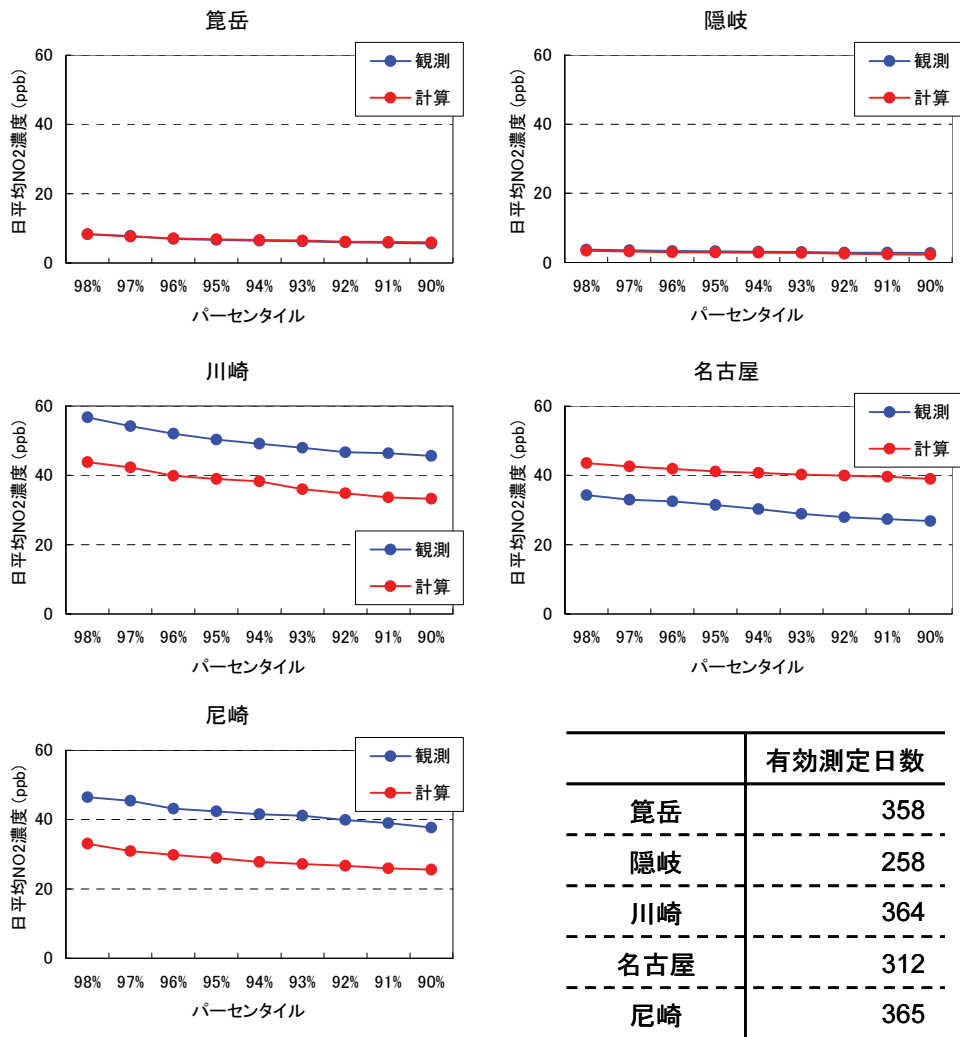 箟岳
60
40
20
0
日平均NO2濃度 (ppb)
観測
計算
98% 97% 96% 95% 94% 93% 92% 91% 90%
パーセンタイル
隠岐
60
40
20
0
日平均NO2濃度 (ppb)
観測
計算
98% 97% 96% 95% 94% 93% 92% 91% 90%
パーセンタイル
川崎
60
40
20
0
日平均NO2濃度 (ppb)
観測
計算
98% 97% 96% 95% 94% 93% 92% 91% 90%
パーセンタイル
名古屋
60
40
20
0
日平均NO2濃度 (ppb)
観測
計算
98% 97% 96% 95% 94% 93% 92% 91% 90%
パーセンタイル
尼崎
60
40
20
0
日平均NO2濃度 (ppb)
観測
計算
98% 97% 96% 95% 94% 93% 92% 91% 90%
パーセンタイル
有効測定日数
箟岳 358
隠岐 258
川崎 364
名古屋 312
尼崎 365